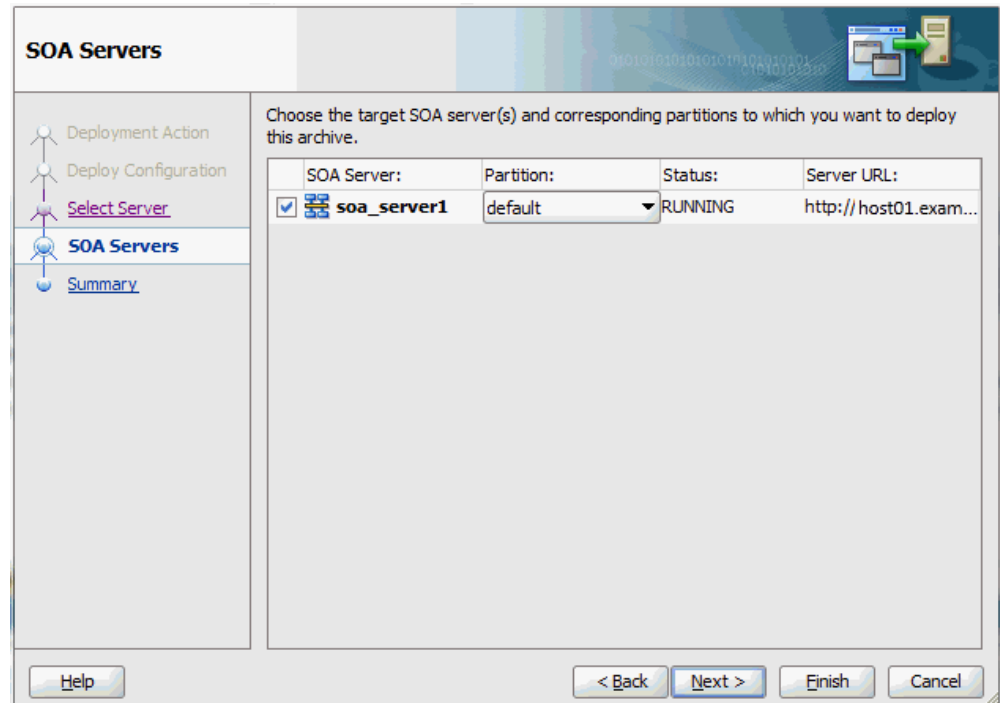 SOA Servers
Deployment Action
Deploy Configuration
Select Server
SOA Servers
Summary
Choose the target SOA server(s) and corresponding partitions to which you want to deploy
this archive.
SOA Server: Partition: Status: Server URL:
soa_server1 default RUNNING http://host01.exam...
Help < Back Next > Finish Cancel